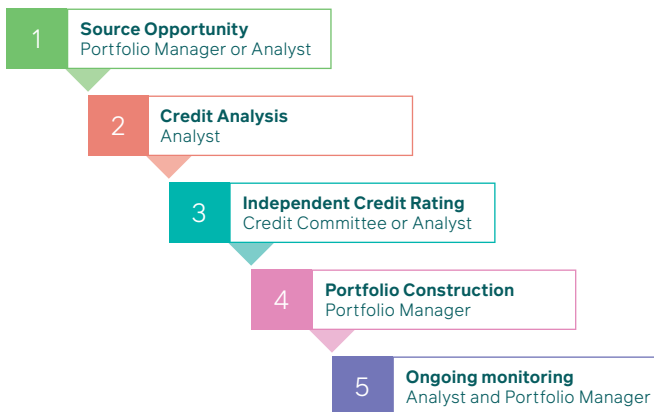 1
Source Opportunity
Portfolio Manager or Analyst
2
Credit Analysis
Analyst
3
Independent Credit Rating
Credit Committee or Analyst
4
Portfolio Construction
Portfolio Manager
5
Ongoing monitoring
Analyst and Portfolio Manager